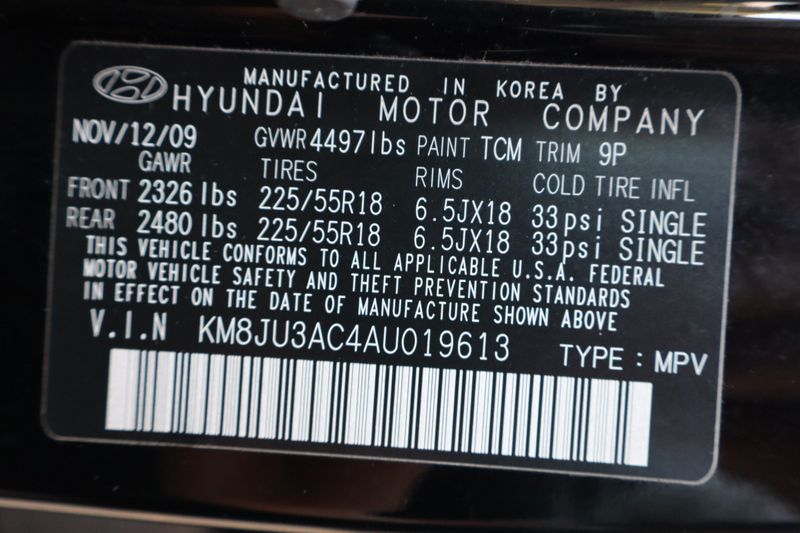 MANUFACTURED IN KOREA BY
HYUNDAI MOTOR COMPANY
NOV/12/09 GVWR 4497lbs PAINT TCM TRIM 9P
GAWR TIRES RIMS COLD TIRE INFL
FRONT 2326 lbs 225/55R18 6.5JX18 33psi SINGLE
REAR 2480 lbs 225/55R18 6.5JX18 33psi SINGLE
THIS VEHICLE CONFORMS TO ALL APPLICABLE U.S.A. FEDERAL
MOTOR VEHICLE SAFETY AND THEFT PREVENTION STANDARDS
IN EFFECT ON THE DATE OF MANUFACTURE SHOWN ABOVE
V.I.N KM8JU3AC4AU019613 TYPE : MPV